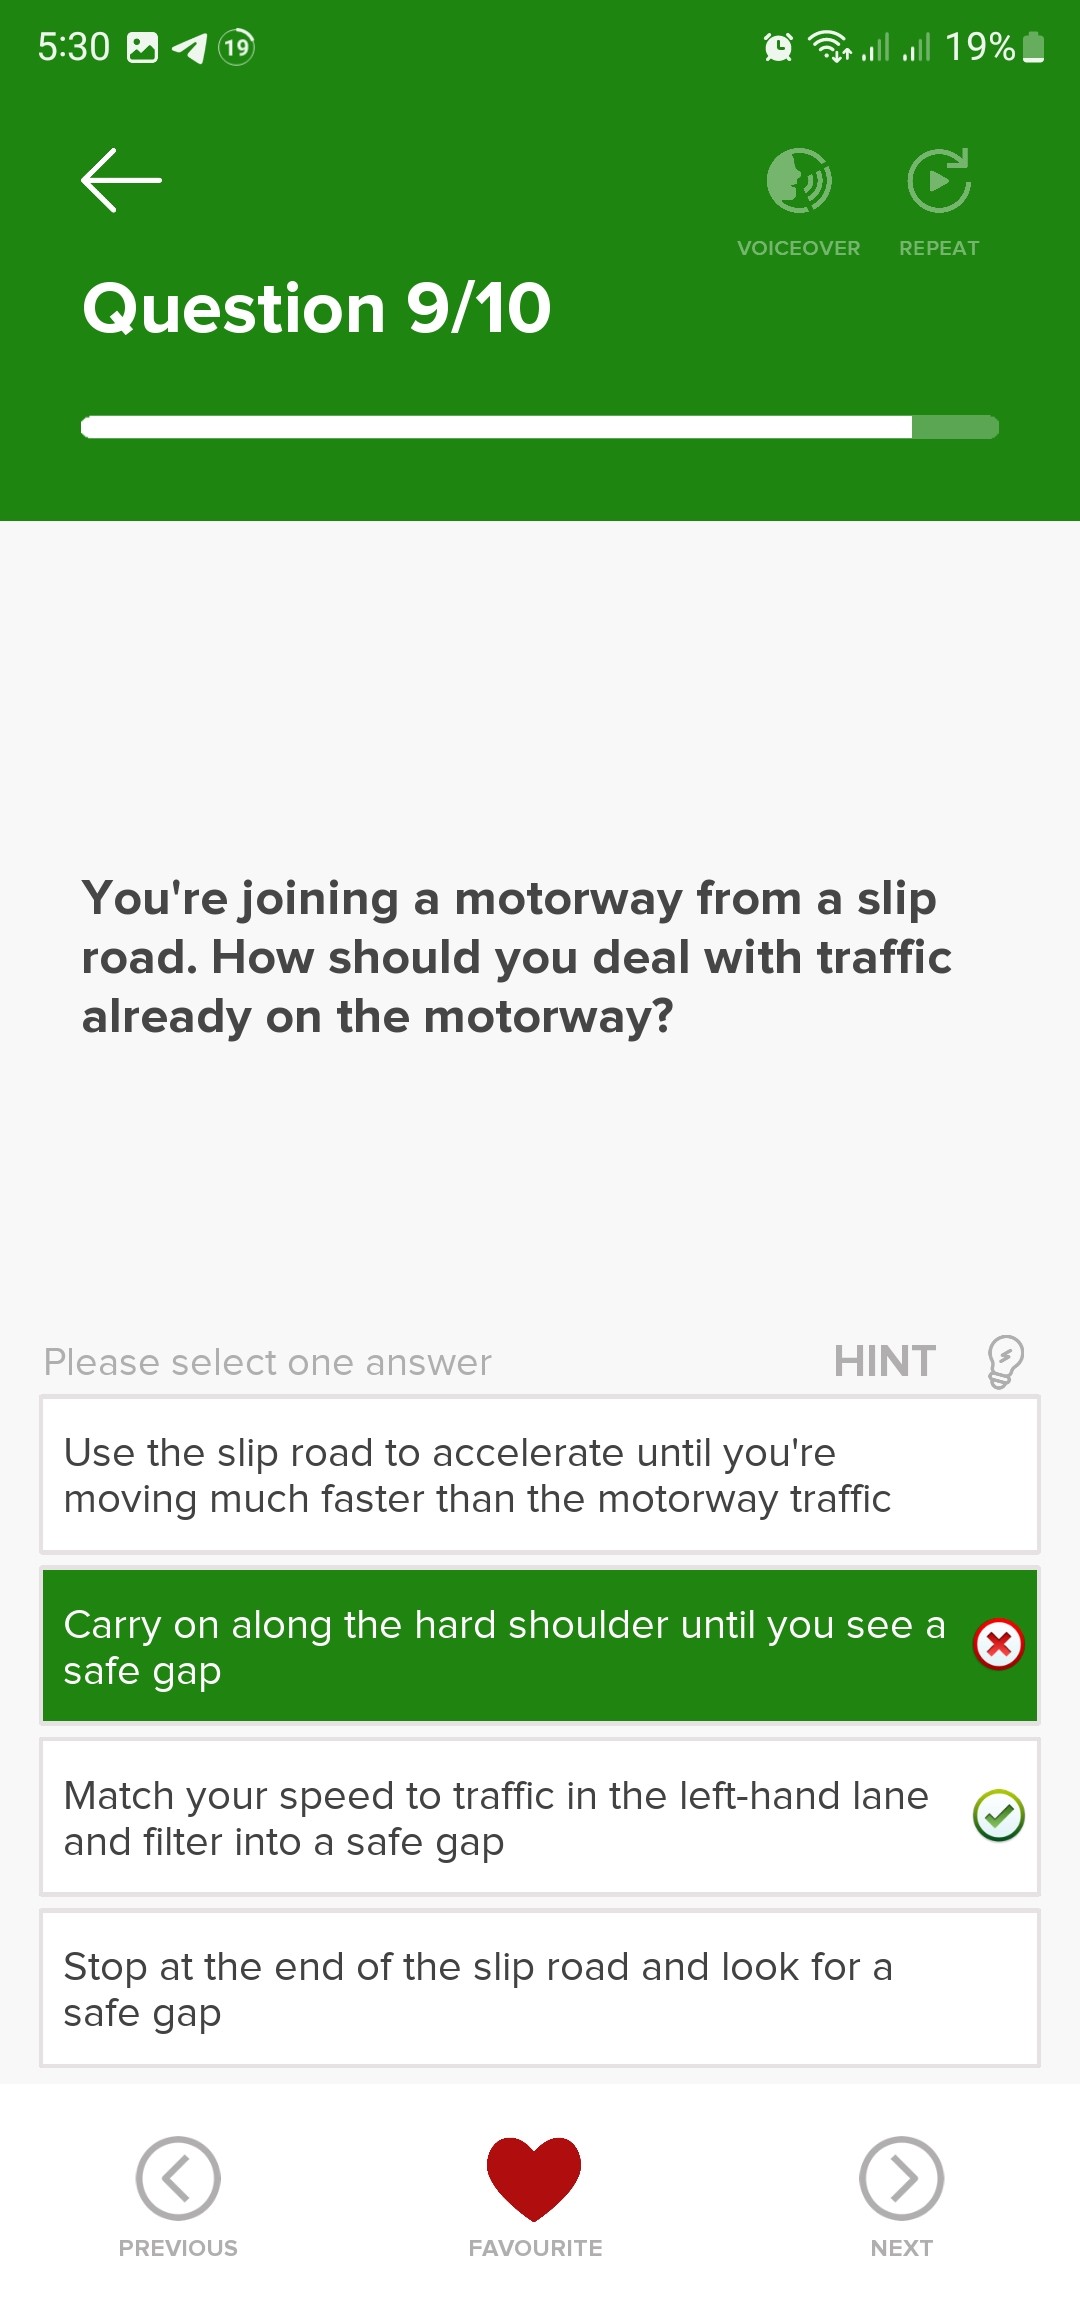 5:30 19 19%
VOICEOVER REPEAT
Question 9/10
You're joining a motorway from a slip
road. How should you deal with traffic
already on the motorway?
Please select one answer HINT
Use the slip road to accelerate until you're
moving much faster than the motorway traffic
Carry on along the hard shoulder until you see a
safe gap
Match your speed to traffic in the left-hand lane
and filter into a safe gap
Stop at the end of the slip road and look for a
safe gap
PREVIOUS FAVOURITE NEXT